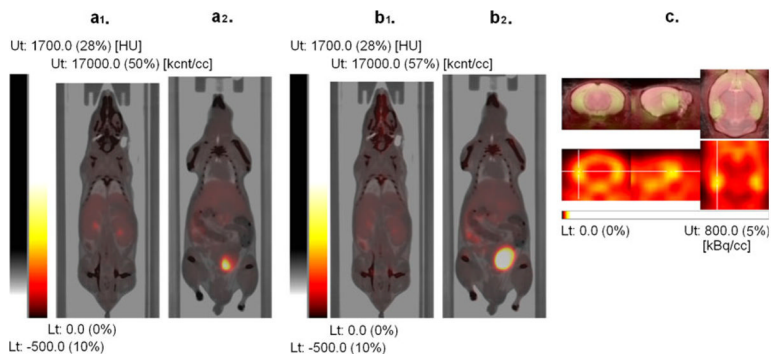 a1.
a2.
b1.
b2.
c.
Ut: 1700.0 (28%) [HU]
Ut: 17000.0 (50%) [kcnt/cc]
Ut: 1700.0 (28%) [HU]
Ut: 17000.0 (57%) [kcnt/cc]
Lt: 0.0 (0%)
Ut: 800.0 (5%)
[kBq/cc]
Lt: 0.0 (0%)
Lt: -500.0 (10%)
Lt: 0.0 (0%)
Lt: -500.0 (10%)